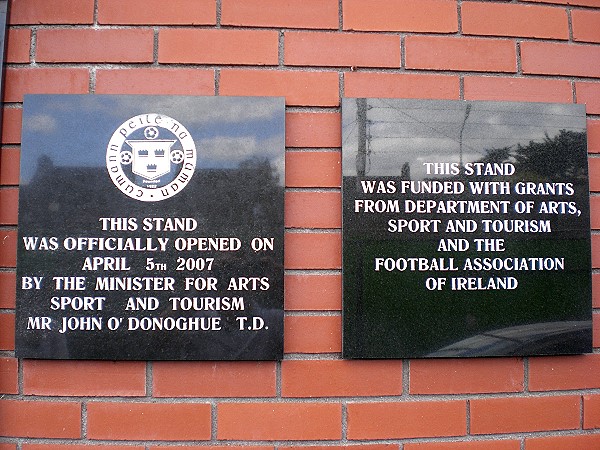 cumann peile na muman
THIS STAND
WAS OFFICIALLY OPENED ON
APRIL 5TH 2007
BY THE MINISTER FOR ARTS
SPORT AND TOURISM
MR JOHN O'DONOGHUE T.D.
THIS STAND
WAS FUNDED WITH GRANTS
FROM DEPARTMENT OF ARTS,
SPORT AND TOURISM
AND THE
FOOTBALL ASSOCIATION
OF IRELAND